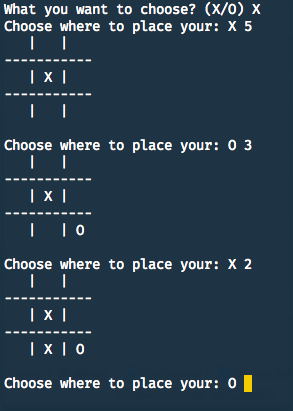 What you want to choose? (X/O) X
Choose where to place your: X 5
   |   |
-----------
   | X |
-----------
   |   |
Choose where to place your: O 3
   |   |
-----------
   | X |
-----------
   |   | O
Choose where to place your: X 2
   |   |
-----------
   | X |
-----------
   | X | O
Choose where to place your: O